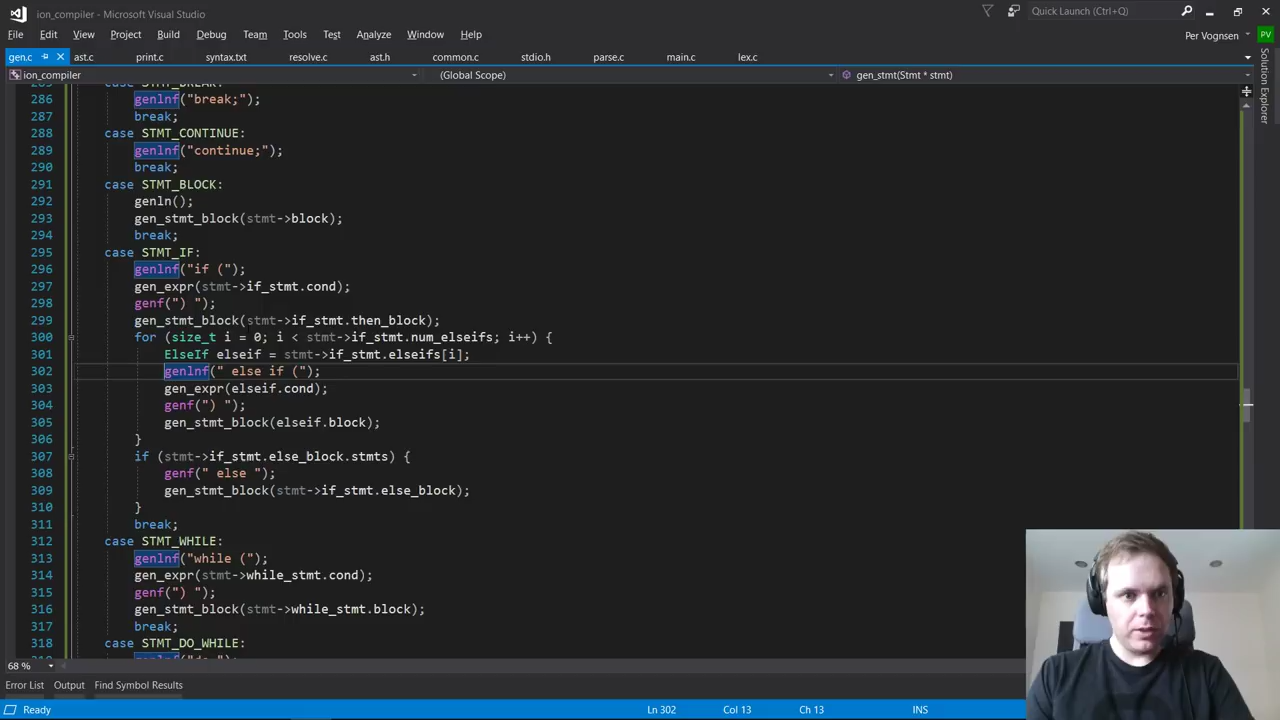 ion_compiler - Microsoft Visual Studio
Quick Launch (Ctrl+Q)
File Edit View Project Build Debug Team Tools Test Analyze Window Help
Per Vognsen
PV
gen.c ast.c print.c syntax.txt resolve.c ast.h common.c stdio.h parse.c main.c lex.c
Solution Explorer
ion_compiler (Global Scope) gen_stmt(Stmt * stmt)
285 case STMT_BREAK:
286 genlnf("break;");
287 break;
288 case STMT_CONTINUE:
289 genlnf("continue;");
290 break;
291 case STMT_BLOCK:
292 genln();
293 gen_stmt_block(stmt->block);
294 break;
295 case STMT_IF:
296 genlnf("if (");
297 gen_expr(stmt->if_stmt.cond);
298 genf(") ");
299 gen_stmt_block(stmt->if_stmt.then_block);
300 for (size_t i = 0; i < stmt->if_stmt.num_elseifs; i++) {
301 ElseIf elseif = stmt->if_stmt.elseifs[i];
302 genlnf(" else if (");
303 gen_expr(elseif.cond);
304 genf(") ");
305 gen_stmt_block(elseif.block);
306 }
307 if (stmt->if_stmt.else_block.stmts) {
308 genf(" else ");
309 gen_stmt_block(stmt->if_stmt.else_block);
310 }
311 break;
312 case STMT_WHILE:
313 genlnf("while (");
314 gen_expr(stmt->while_stmt.cond);
315 genf(") ");
316 gen_stmt_block(stmt->while_stmt.block);
317 break;
318 case STMT_DO_WHILE:
319 genlnf("do ");
68 %
Error List Output Find Symbol Results
Ready Ln 302 Col 13 Ch 13 INS